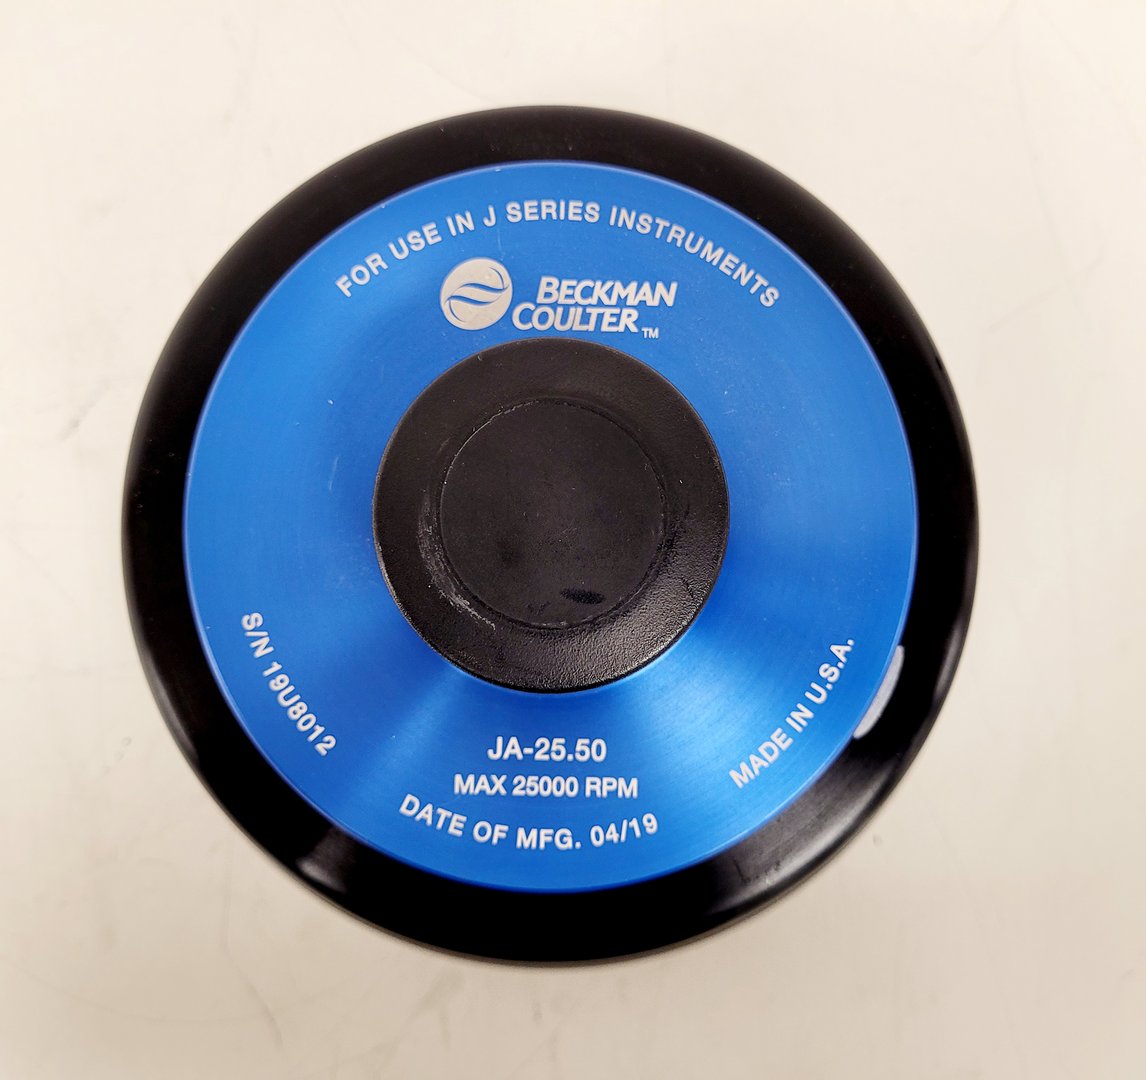 FOR USE IN J SERIES INSTRUMENTS
BECKMAN
COULTER™
S/N 19U8012
MADE IN U.S.A.
JA-25.50
MAX 25000 RPM
DATE OF MFG. 04/19